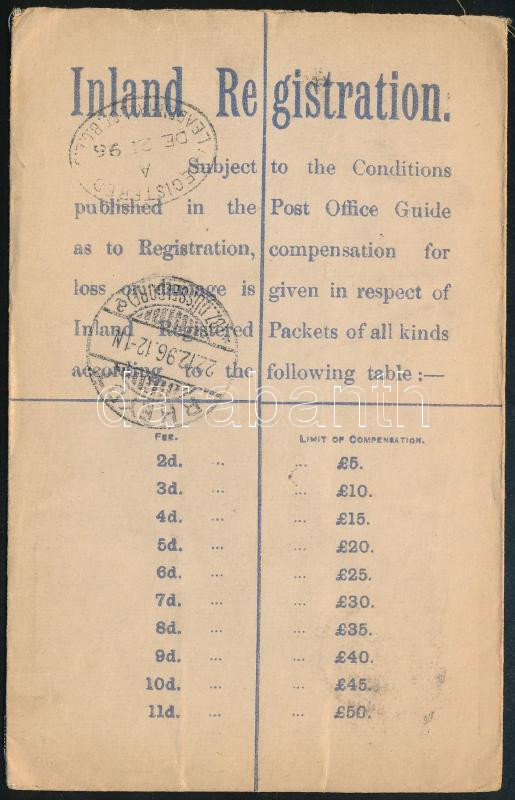 Inland Registration.
REGISTERED
A
DE 21 96
Subject to the Conditions
published in the Post Office Guide
as to Registration, compensation for
loss or damage is given in respect of
Inland Registered Packets of all kinds
according to the following table :—
22.12.96.12-1N.
darabanth
FEE. LIMIT OF COMPENSATION.
2d. ... ... £5.
3d. ... ... £10.
4d. ... ... £15.
5d. ... ... £20.
6d. ... ... £25.
7d. ... ... £30.
8d. ... ... £35.
9d. ... ... £40.
10d. ... ... £45.
11d. ... ... £50.